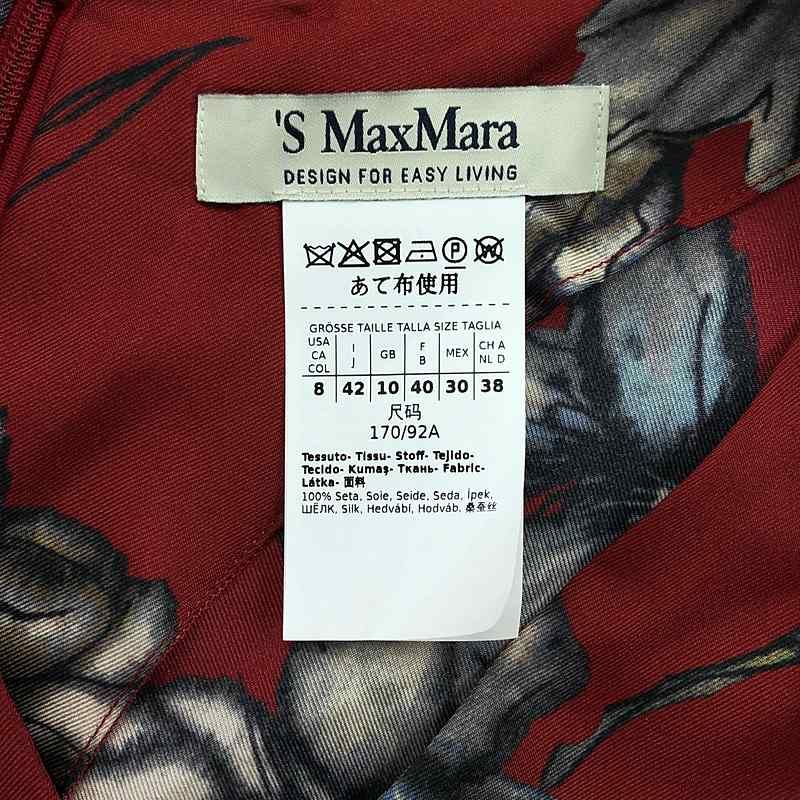 'S MaxMara
DESIGN FOR EASY LIVING
P W
あて布使用
GRÖSSE TAILLE TALLA SIZE TAGLIA
USA CA COL I J GB F B MEX CH A NL D
8 42 10 40 30 38
尺码
170/92A
Tessuto- Tissu- Stoff- Tejido-
Tecido- Kumaş- Ткань- Fabric-
Látka- 面料
100% Seta, Soie, Seide, Seda, İpek,
ШЁЛК, Silk, Hedvábí, Hodváb, 桑蚕丝